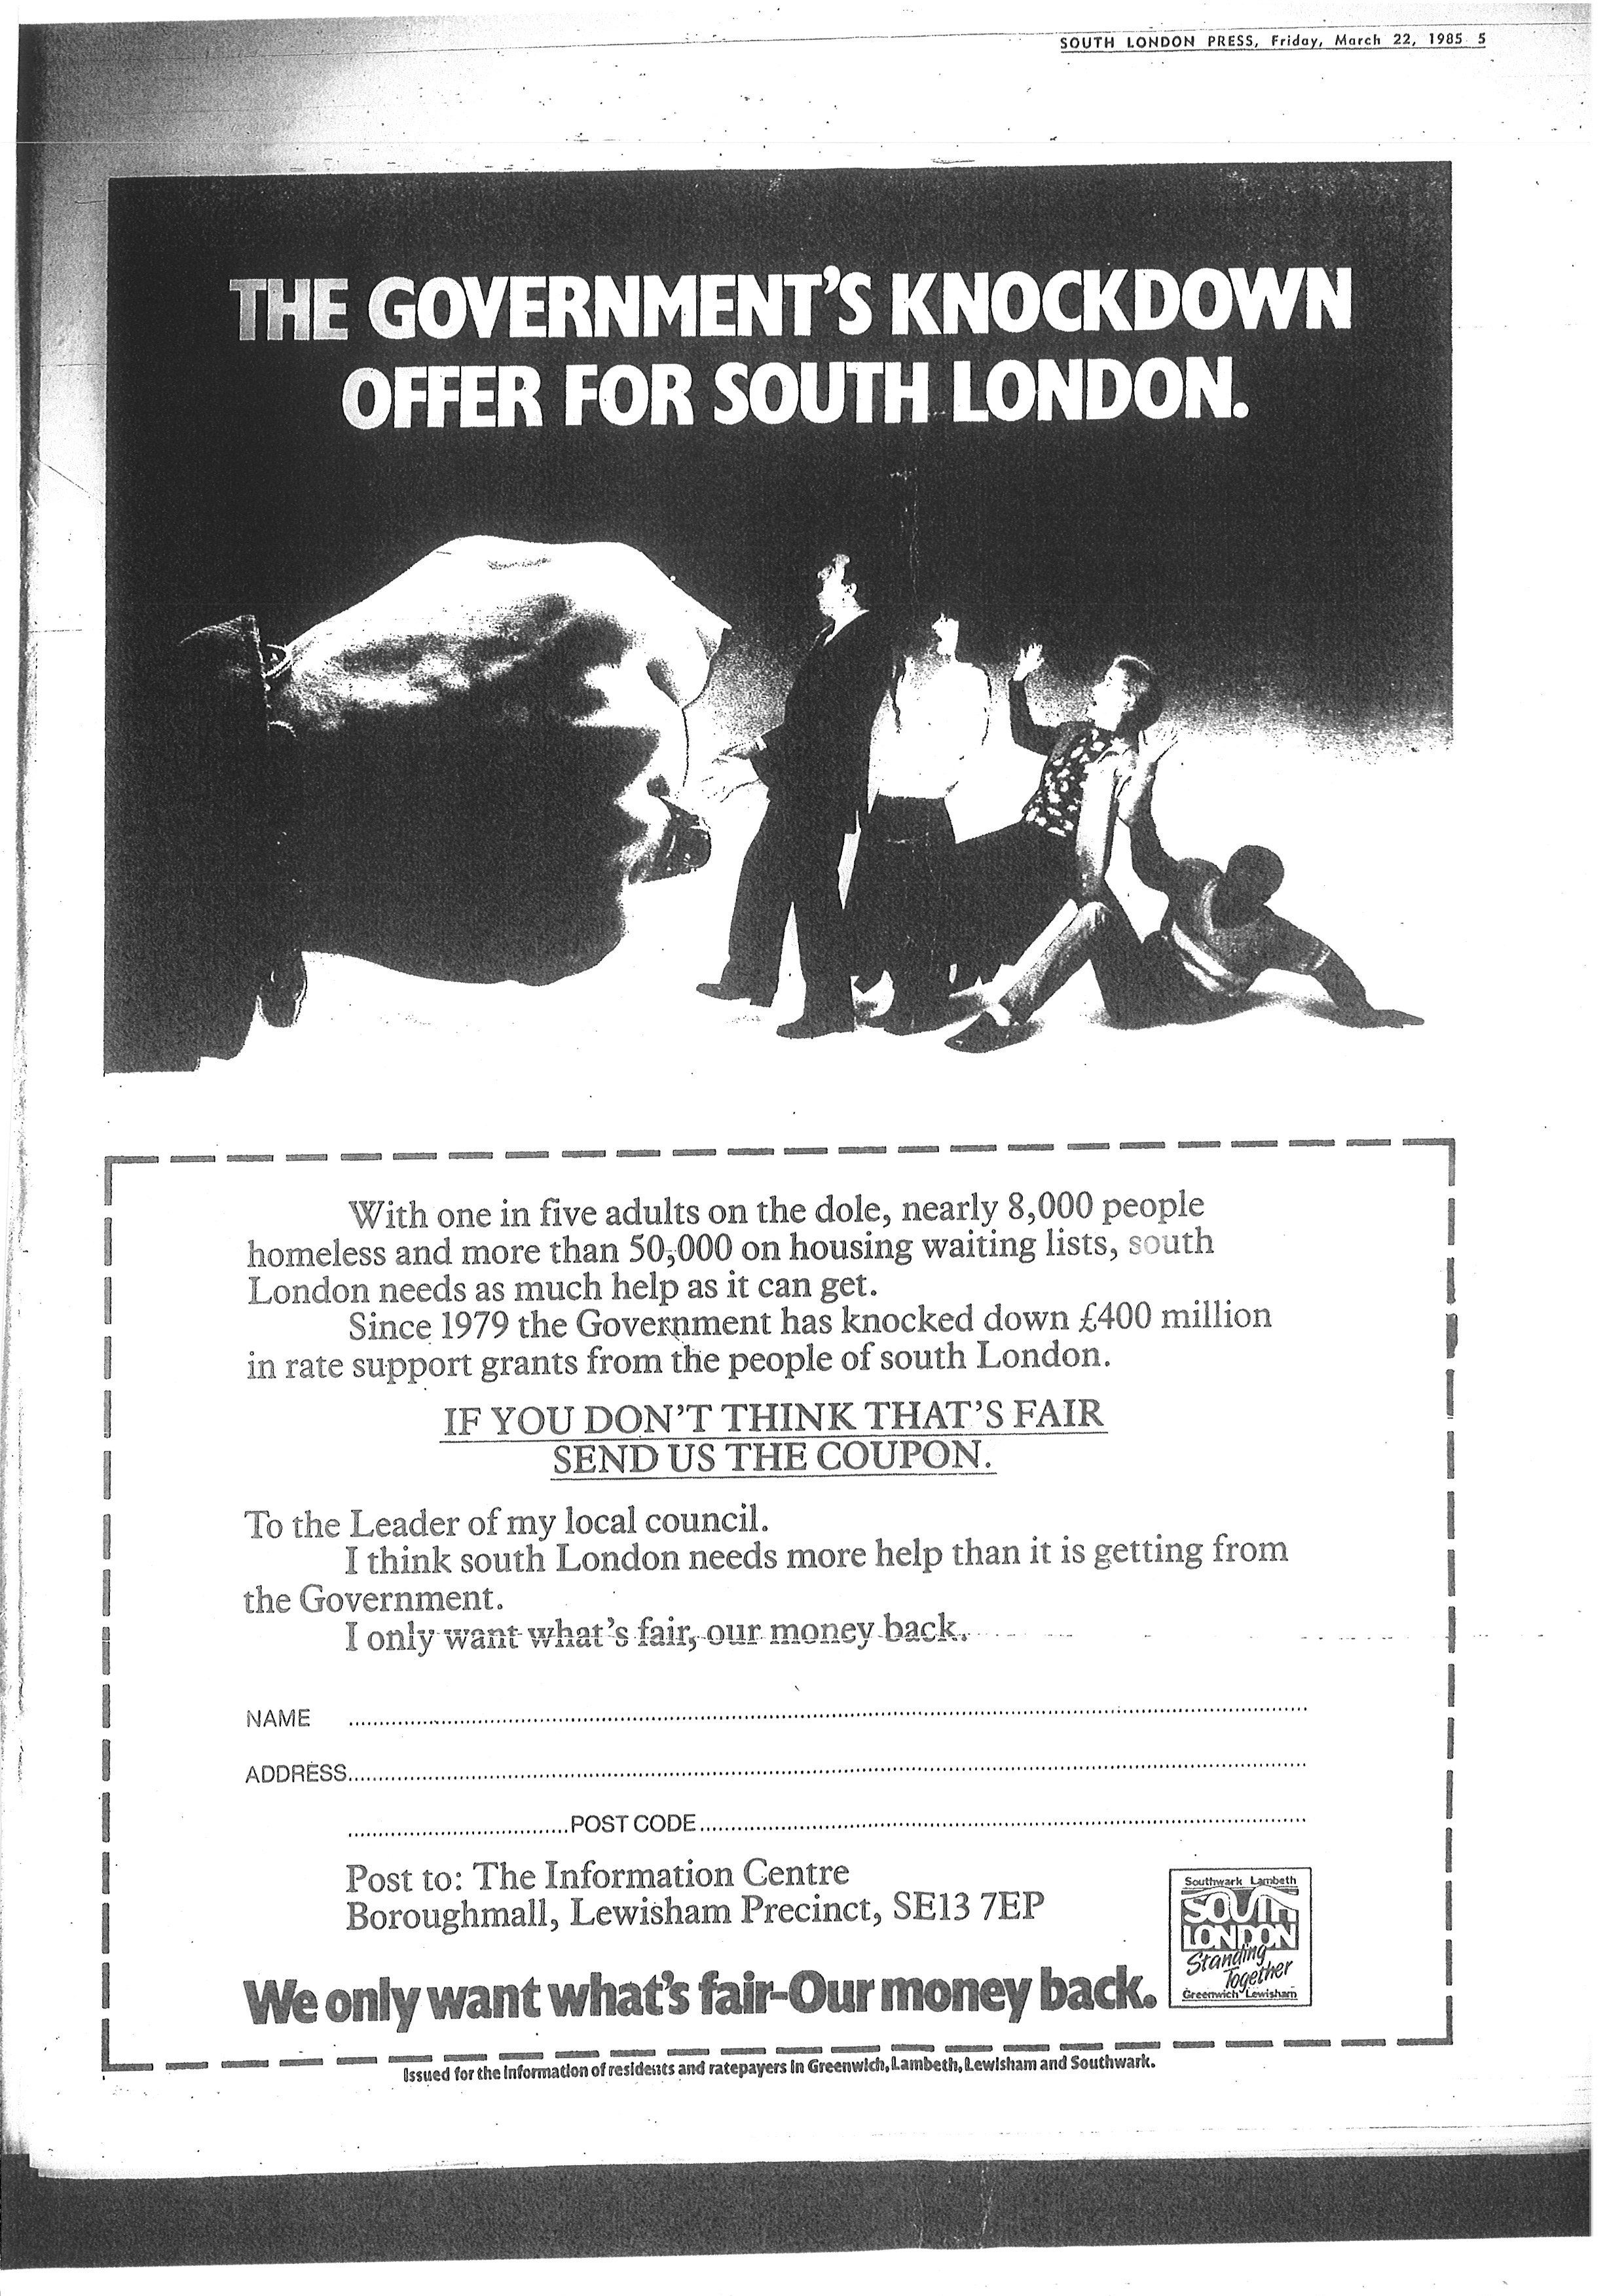 SOUTH LONDON PRESS, Friday, March 22, 1985 5
THE GOVERNMENT'S KNOCKDOWN
OFFER FOR SOUTH LONDON.
With one in five adults on the dole, nearly 8,000 people
homeless and more than 50,000 on housing waiting lists, south
London needs as much help as it can get.
Since 1979 the Government has knocked down £400 million
in rate support grants from the people of south London.
IF YOU DON'T THINK THAT'S FAIR
SEND US THE COUPON.
To the Leader of my local council.
I think south London needs more help than it is getting from
the Government.
I only want what's fair, our money back.
NAME
ADDRESS
POST CODE
Post to: The Information Centre
Boroughmall, Lewisham Precinct, SE13 7EP
We only want what's fair-Our money back.
Southwark Lambeth
SOUTH
LONDON
Standing
Together
Greenwich Lewisham
Issued for the information of residents and ratepayers in Greenwich, Lambeth, Lewisham and Southwark.